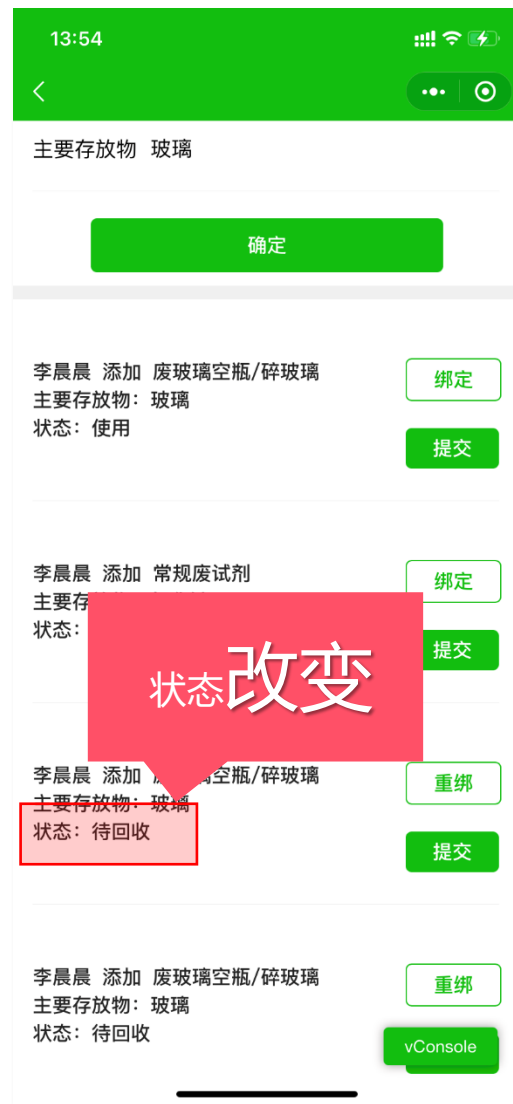 13:54
主要存放物 玻璃
确定
李晨晨 添加 废玻璃空瓶/碎玻璃
绑定
主要存放物：玻璃
状态：使用
提交
李晨晨 添加 常规废试剂
绑定
主要存
状态：
提交
状态改变
李晨晨 添加
空瓶/碎玻璃
重绑
主要存放物：玻璃
状态：待回收
提交
李晨晨 添加 废玻璃空瓶/碎玻璃
重绑
主要存放物：玻璃
状态：待回收
vConsole